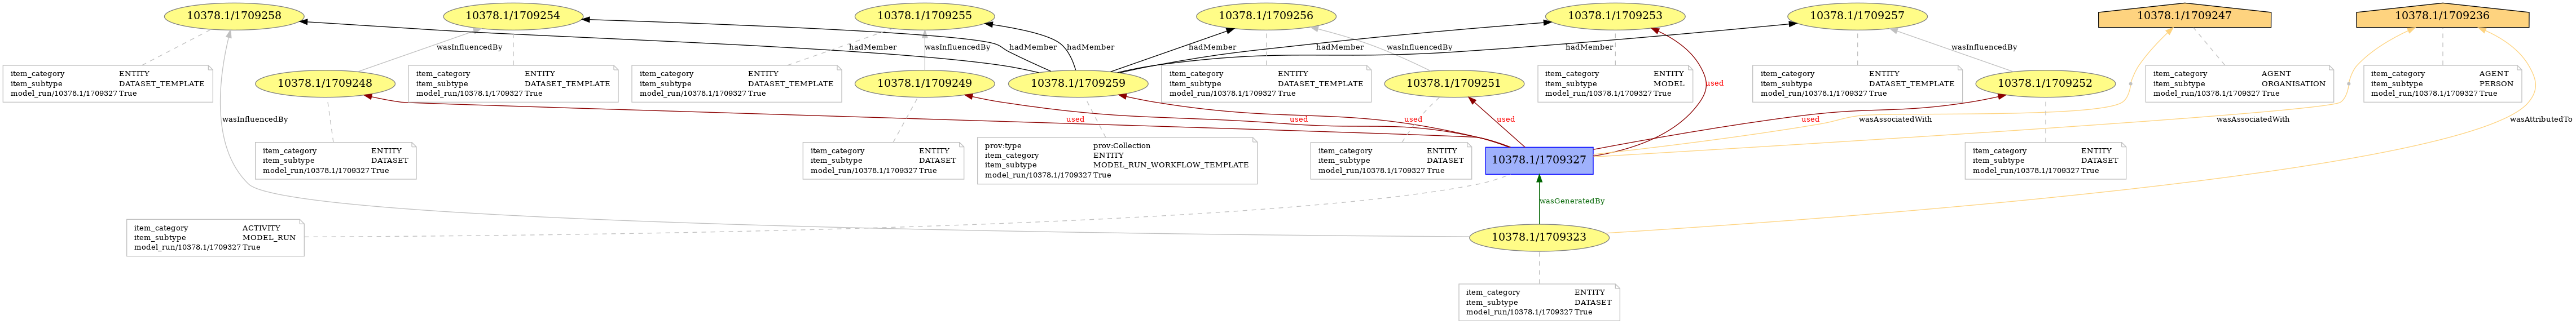 10378.1/1709258
10378.1/1709254
10378.1/1709255
10378.1/1709256
10378.1/1709253
10378.1/1709257
10378.1/1709247
10378.1/1709236
wasInfluencedBy
hadMember
wasInfluencedBy
hadMember
hadMember
hadMember
hadMember
wasInfluencedBy
hadMember
wasInfluencedBy
item_category ENTITY
item_subtype DATASET_TEMPLATE
model_run/10378.1/1709327 True
10378.1/1709248
item_category ENTITY
item_subtype DATASET_TEMPLATE
model_run/10378.1/1709327 True
item_category ENTITY
item_subtype DATASET_TEMPLATE
model_run/10378.1/1709327 True
10378.1/1709249
10378.1/1709259
item_category ENTITY
item_subtype DATASET_TEMPLATE
model_run/10378.1/1709327 True
10378.1/1709251
item_category ENTITY
item_subtype MODEL
model_run/10378.1/1709327 True
used
item_category ENTITY
item_subtype DATASET_TEMPLATE
model_run/10378.1/1709327 True
10378.1/1709252
item_category AGENT
item_subtype ORGANISATION
model_run/10378.1/1709327 True
item_category AGENT
item_subtype PERSON
model_run/10378.1/1709327 True
wasInfluencedBy
used
used
used
used
used
wasAssociatedWith
wasAssociatedWith
wasAttributedTo
item_category ENTITY
item_subtype DATASET
model_run/10378.1/1709327 True
item_category ENTITY
item_subtype DATASET
model_run/10378.1/1709327 True
prov:type prov:Collection
item_category ENTITY
item_subtype MODEL_RUN_WORKFLOW_TEMPLATE
model_run/10378.1/1709327 True
item_category ENTITY
item_subtype DATASET
model_run/10378.1/1709327 True
10378.1/1709327
item_category ENTITY
item_subtype DATASET
model_run/10378.1/1709327 True
wasGeneratedBy
item_category ACTIVITY
item_subtype MODEL_RUN
model_run/10378.1/1709327 True
10378.1/1709323
item_category ENTITY
item_subtype DATASET
model_run/10378.1/1709327 True